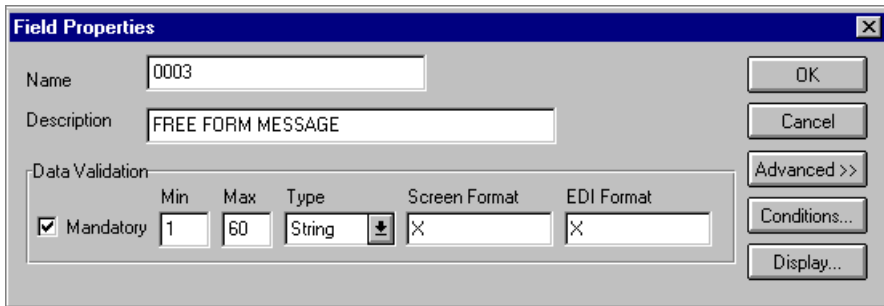 Field Properties
Name 0003 OK
Description FREE FORM MESSAGE Cancel
Data Validation Advanced >>
Min Max Type Screen Format EDI Format
Mandatory 1 60 String X X Conditions...
Display...